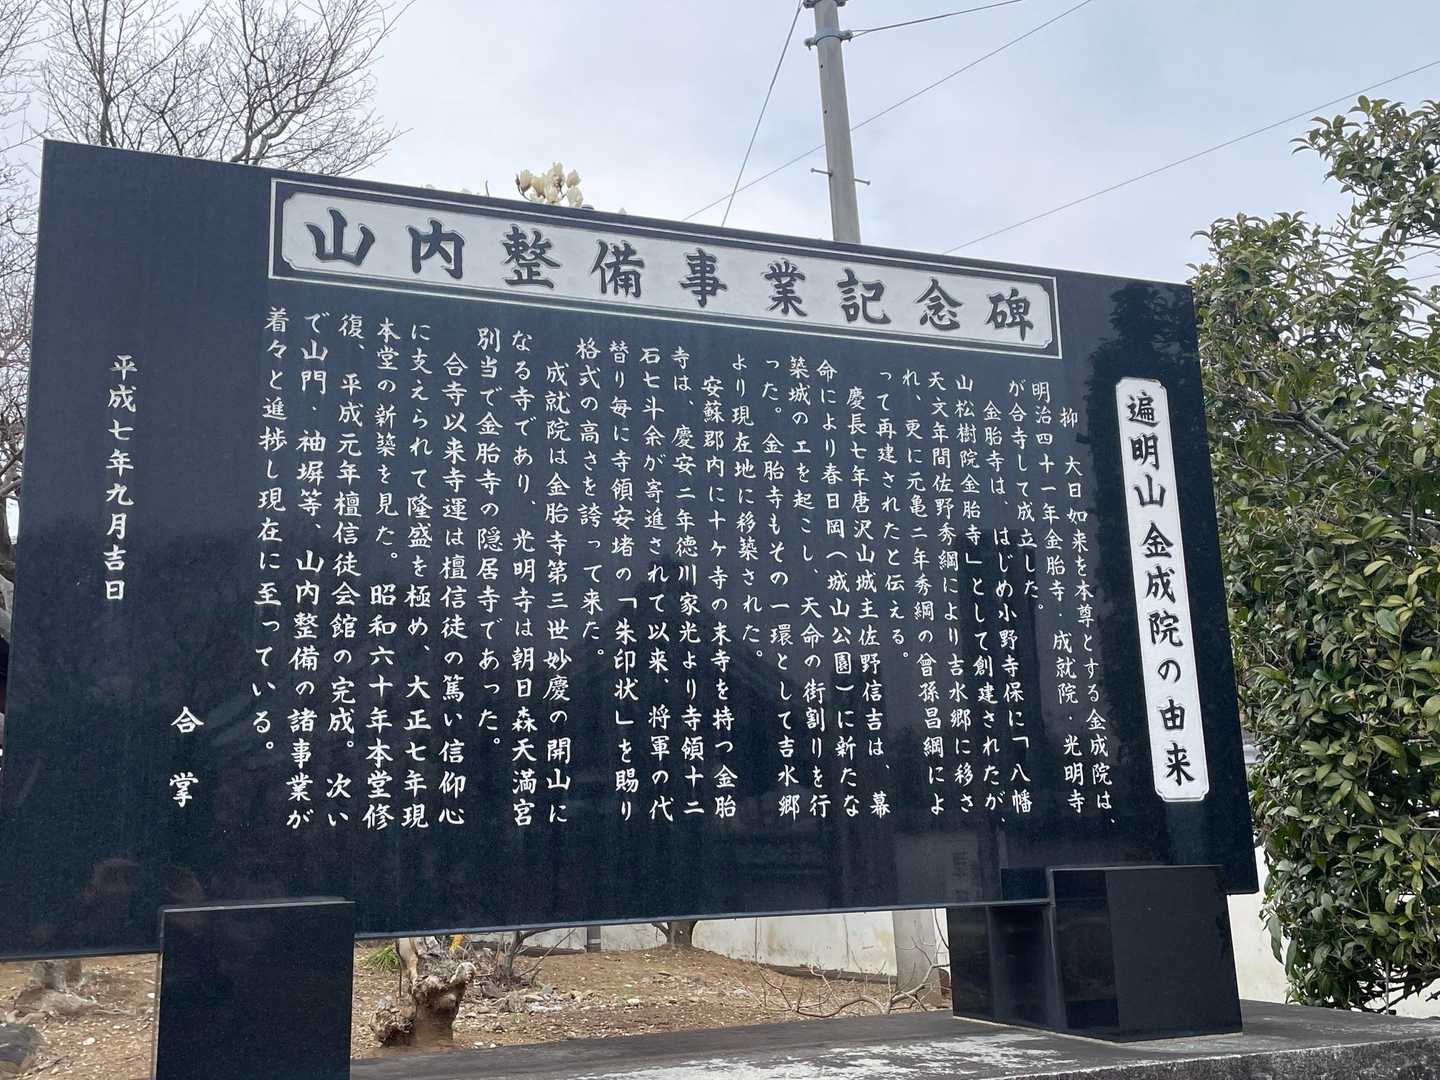 山内整備事業記念碑
遍明山金成院の由来
抑　大日如来を本尊とする金成院は、
明治四十一年金胎寺・成就院・光明寺
が合寺して成立した。
金胎寺は、はじめ小野寺保に「八幡
山松樹院金胎寺」として創建されたが、
天文年間佐野秀綱により吉水郷に移さ
れ、更に元亀二年秀綱の曾孫昌綱によ
って再建されたと伝える。
慶長七年唐沢山城主佐野信吉は、幕
命により春日岡（城山公園）に新たな
築城の工を起こし、天命の街割りを行
った。金胎寺もその一環として吉水郷
より現在地に移築された。
安蘇郡内に十ヶ寺の末寺を持つ金胎
寺は、慶安二年徳川家光より寺領十二
石七斗余が寄進されて以来、将軍の代
替り毎に寺領安堵の「朱印状」を賜り
格式の高さを誇って来た。
成就院は金胎寺第三世妙慶の開山に
なる寺であり、光明寺は朝日森天満宮
別当で金胎寺の隠居寺であった。
合寺以来寺運は檀信徒の篤い信仰心
に支えられて隆盛を極め、大正七年現
本堂の新築を見た。昭和六十年本堂修
復、平成元年檀信徒会館の完成。次い
で山門・袖塀等、山内整備の諸事業が
着々と進捗し現在に至っている。
合掌
平成七年九月吉日